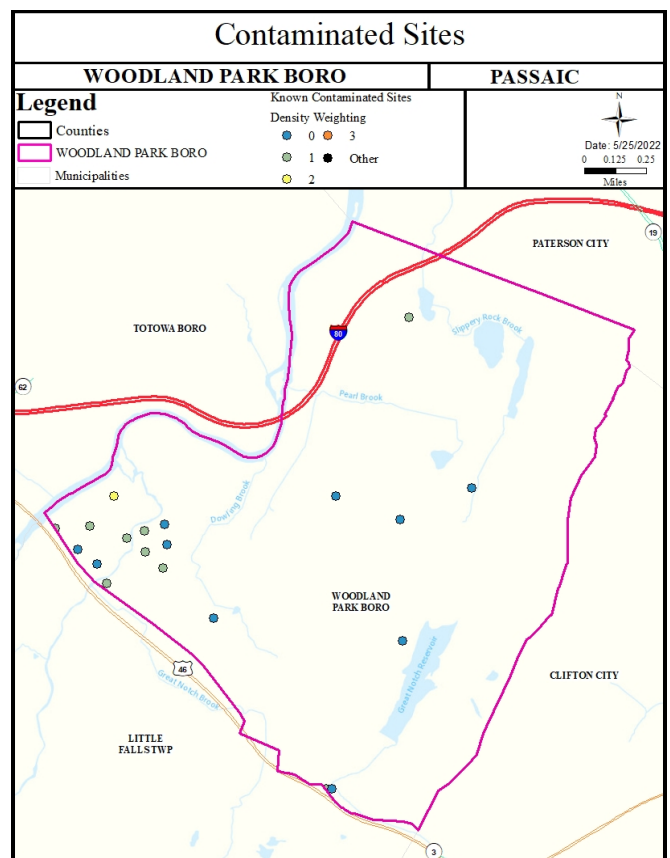 Contaminated Sites
WOODLAND PARK BORO
PASSAIC
Legend
Counties
WOODLAND PARK BORO
Municipalities
Known Contaminated Sites
Density Weighting
0
3
1
Other
2
N
Date: 5/25/2022
0 0.125 0.25
Miles
PATERSON CITY
19
TOTOWA BORO
80
Slippery Rock Brook
62
Pearl Brook
Dowling Brook
WOODLAND
PARK BORO
46
Great Notch Brook
Great Notch Reservoir
CLIFTON CITY
LITTLE
FALLS TWP
3